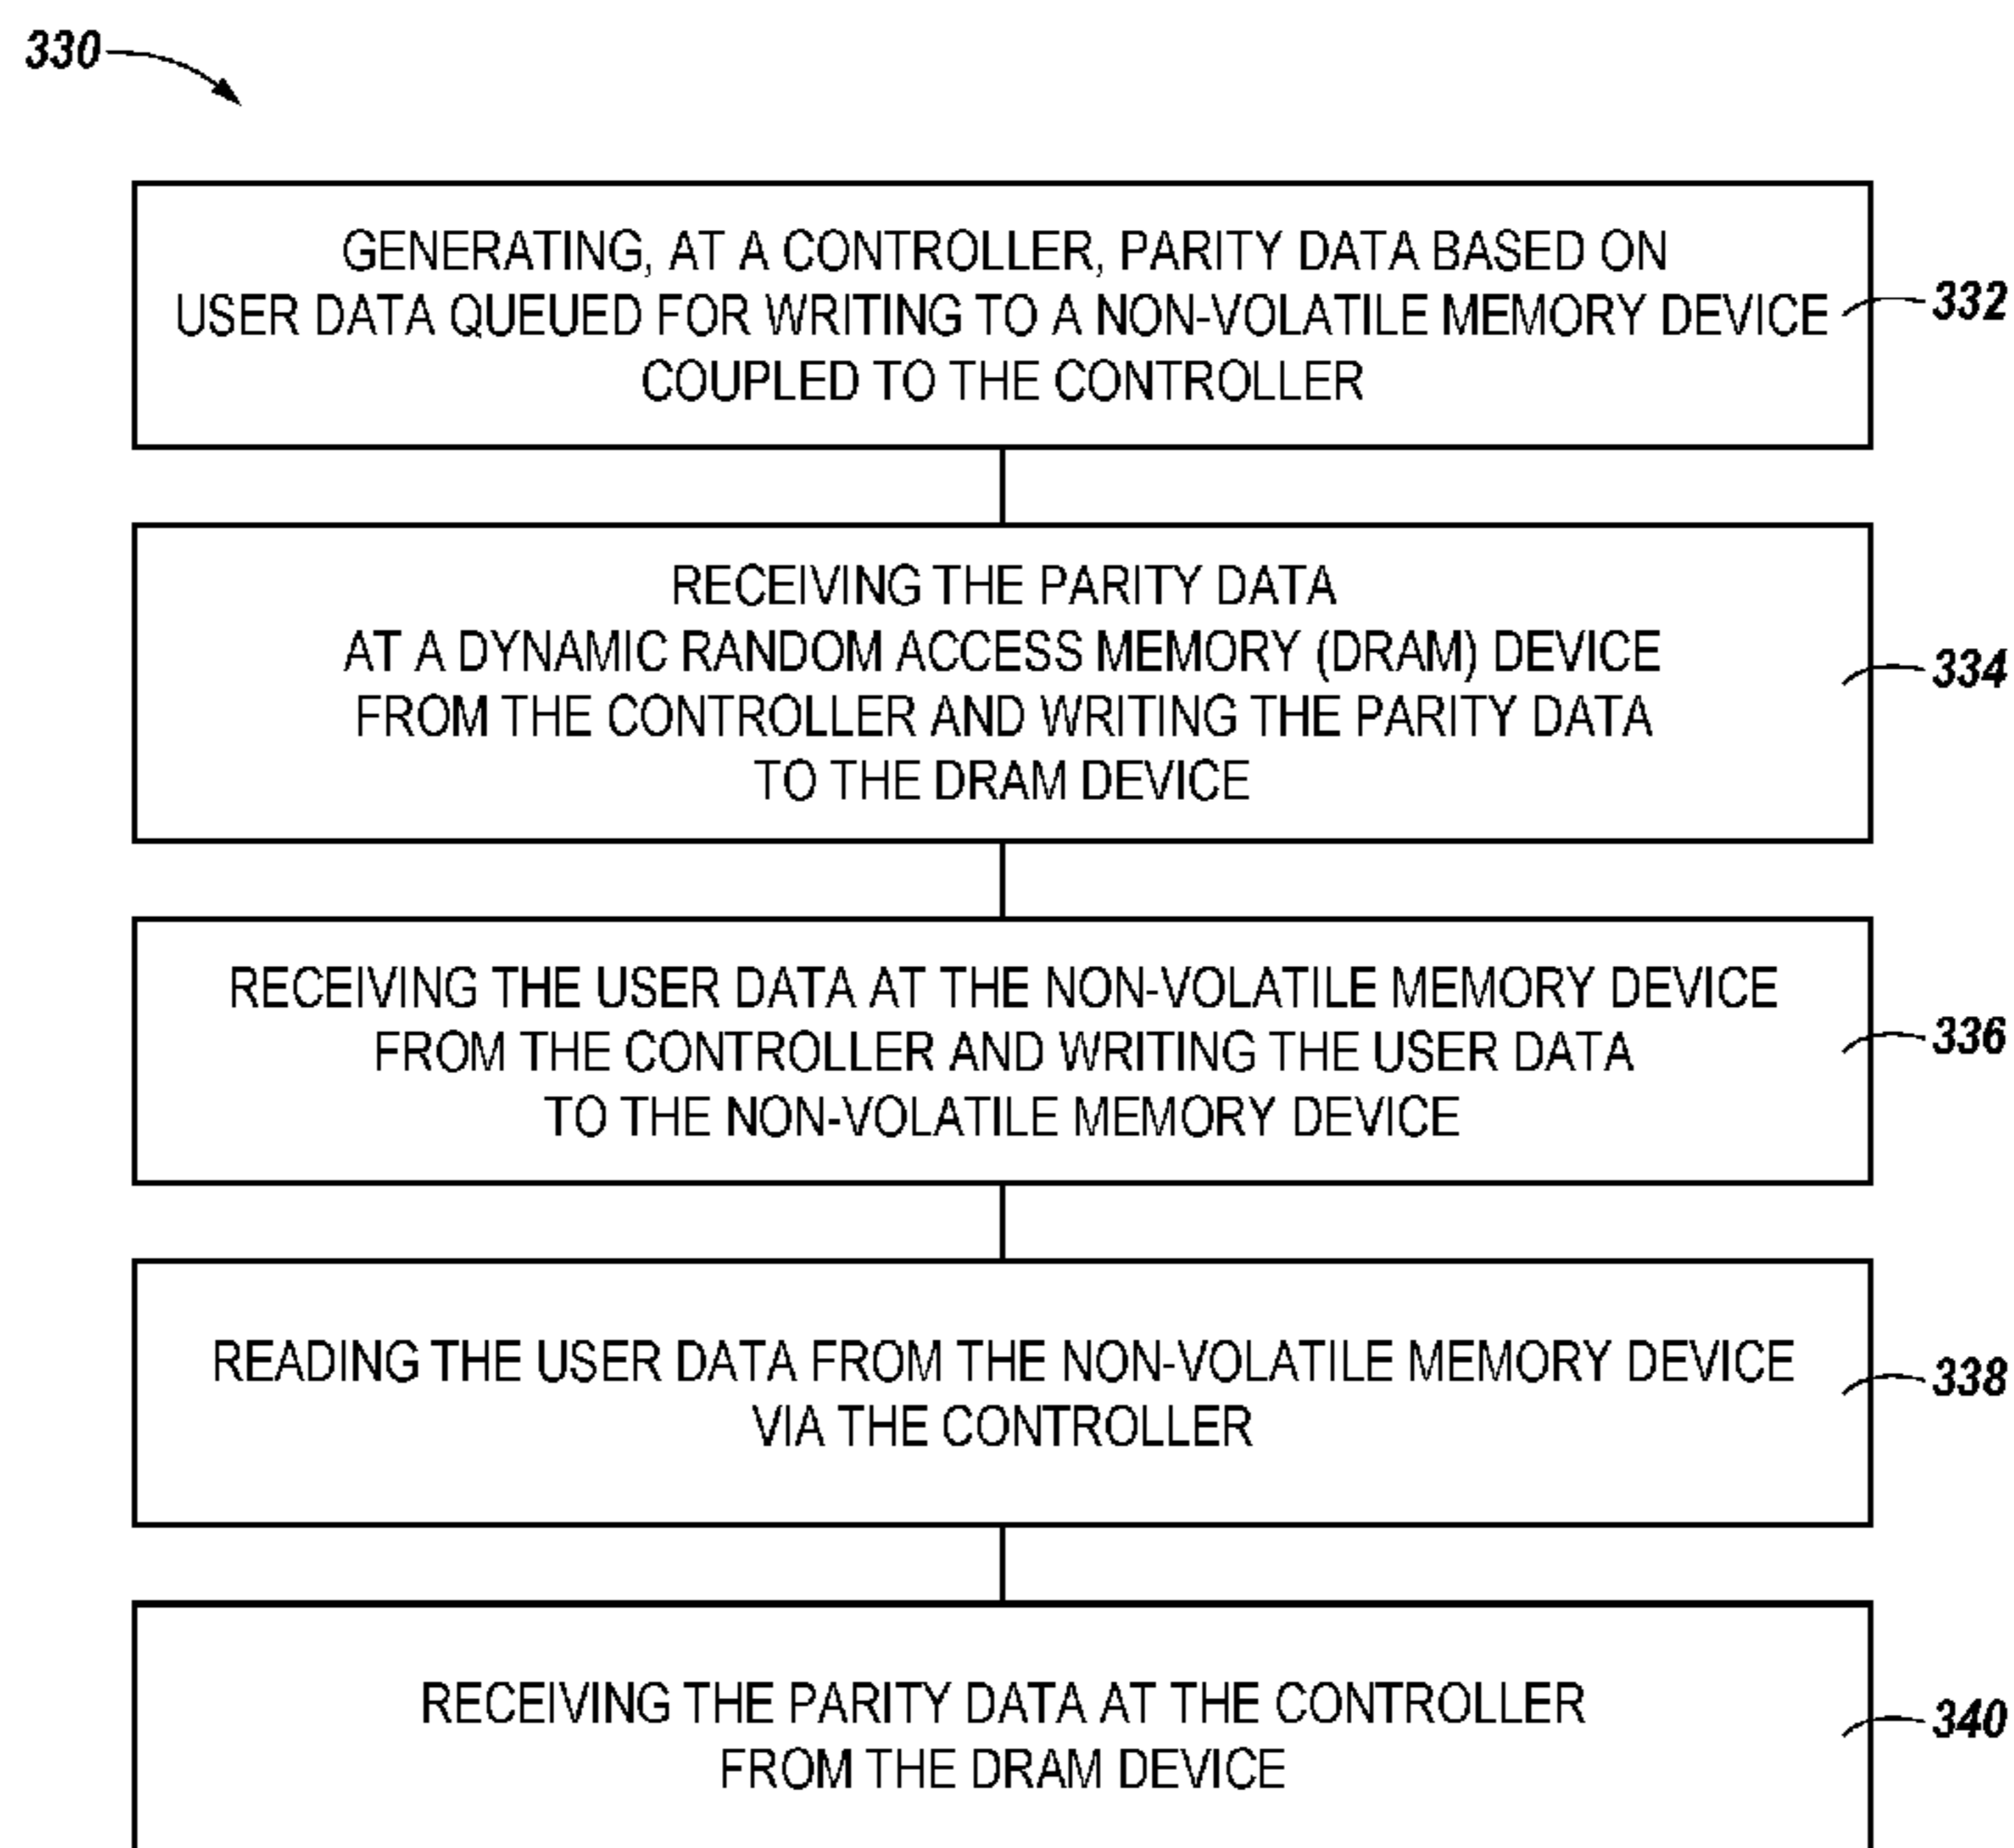 330
GENERATING, AT A CONTROLLER, PARITY DATA BASED ON
USER DATA QUEUED FOR WRITING TO A NON-VOLATILE MEMORY DEVICE
COUPLED TO THE CONTROLLER
332
RECEIVING THE PARITY DATA
AT A DYNAMIC RANDOM ACCESS MEMORY (DRAM) DEVICE
FROM THE CONTROLLER AND WRITING THE PARITY DATA
TO THE DRAM DEVICE
334
RECEIVING THE USER DATA AT THE NON-VOLATILE MEMORY DEVICE
FROM THE CONTROLLER AND WRITING THE USER DATA
TO THE NON-VOLATILE MEMORY DEVICE
336
READING THE USER DATA FROM THE NON-VOLATILE MEMORY DEVICE
VIA THE CONTROLLER
338
RECEIVING THE PARITY DATA AT THE CONTROLLER
FROM THE DRAM DEVICE
340